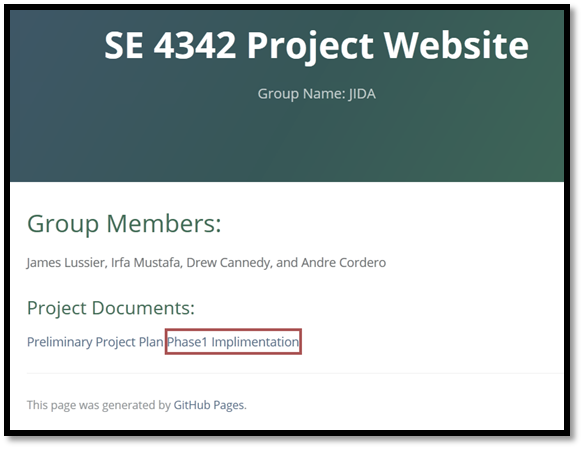 SE 4342 Project Website
Group Name: JIDA
Group Members:
James Lussier, Irfa Mustafa, Drew Cannedy, and Andre Cordero
Project Documents:
Preliminary Project Plan Phase1 Implimentation
This page was generated by GitHub Pages.